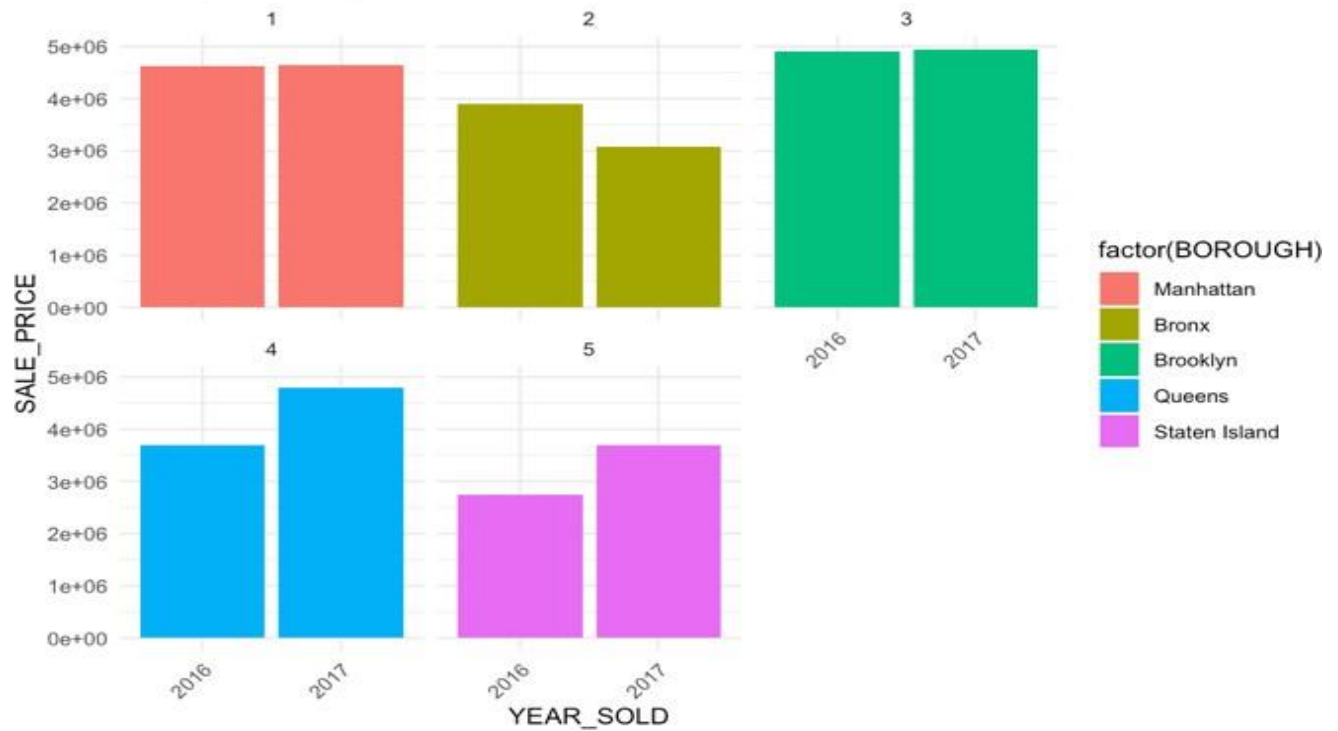 1
2
3
5e+06
4e+06
3e+06
2e+06
1e+06
0e+00
2016
2017
4
5
5e+06
4e+06
3e+06
2e+06
1e+06
0e+00
2016
2017
2016
2017
SALE_PRICE
YEAR_SOLD
factor(BOROUGH)
Manhattan
Bronx
Brooklyn
Queens
Staten Island